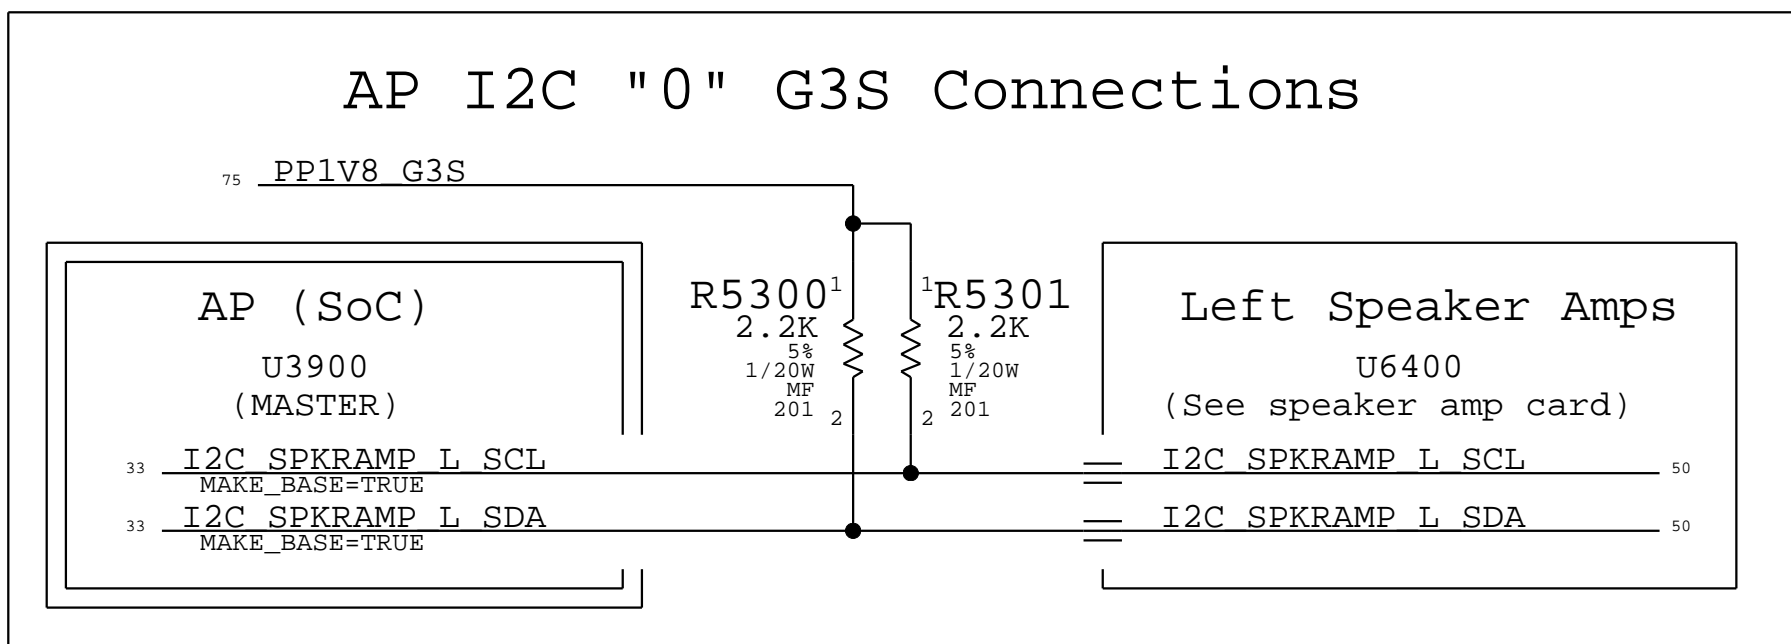 AP I2C "0" G3S Connections
75 PP1V8_G3S
AP (SoC)
U3900
(MASTER)
33 I2C_SPKRAMP_L_SCL
MAKE_BASE=TRUE
33 I2C_SPKRAMP_L_SDA
MAKE_BASE=TRUE
R5300 1
2.2K
5%
1/20W
MF
201
2
1 R5301
2.2K
5%
1/20W
MF
201
2
Left Speaker Amps
U6400
(See speaker amp card)
I2C_SPKRAMP_L_SCL 50
I2C_SPKRAMP_L_SDA 50